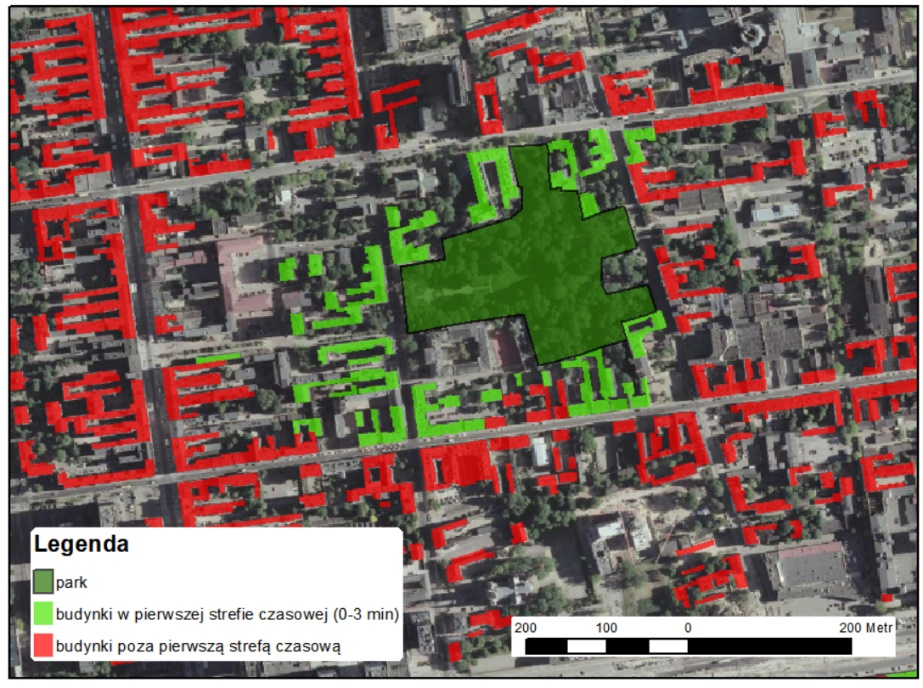 Legenda
park
budynki w pierwszej strefie czasowej (0-3 min)
budynki poza pierwszą strefą czasową
200 100 0 200 Metr